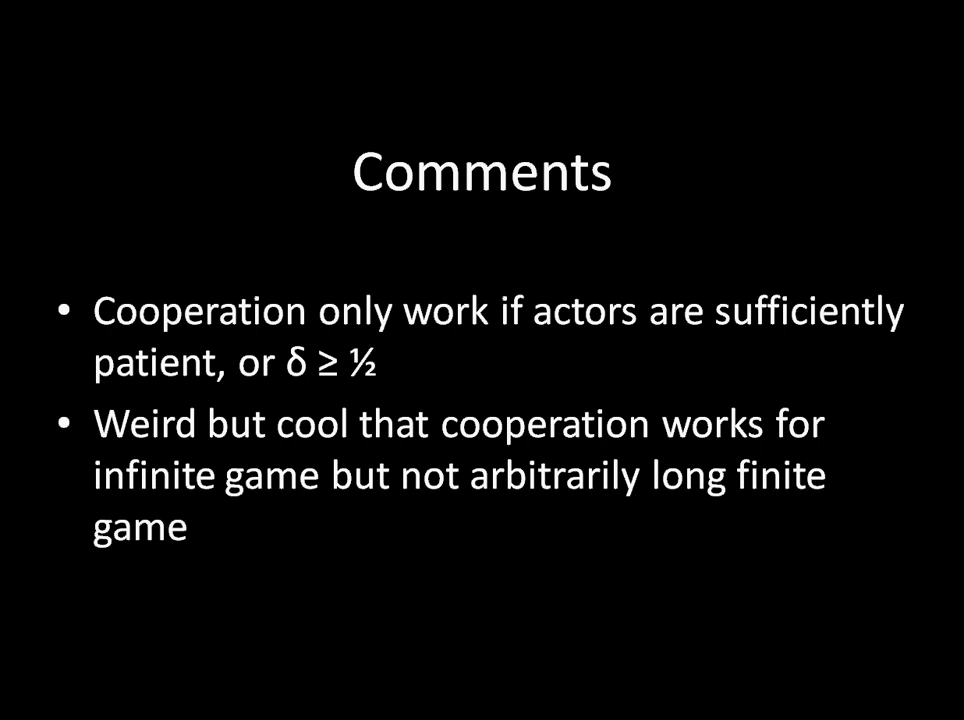 Comments
• Cooperation only work if actors are sufficiently
patient, or δ ≥ ½
• Weird but cool that cooperation works for
infinite game but not arbitrarily long finite
game